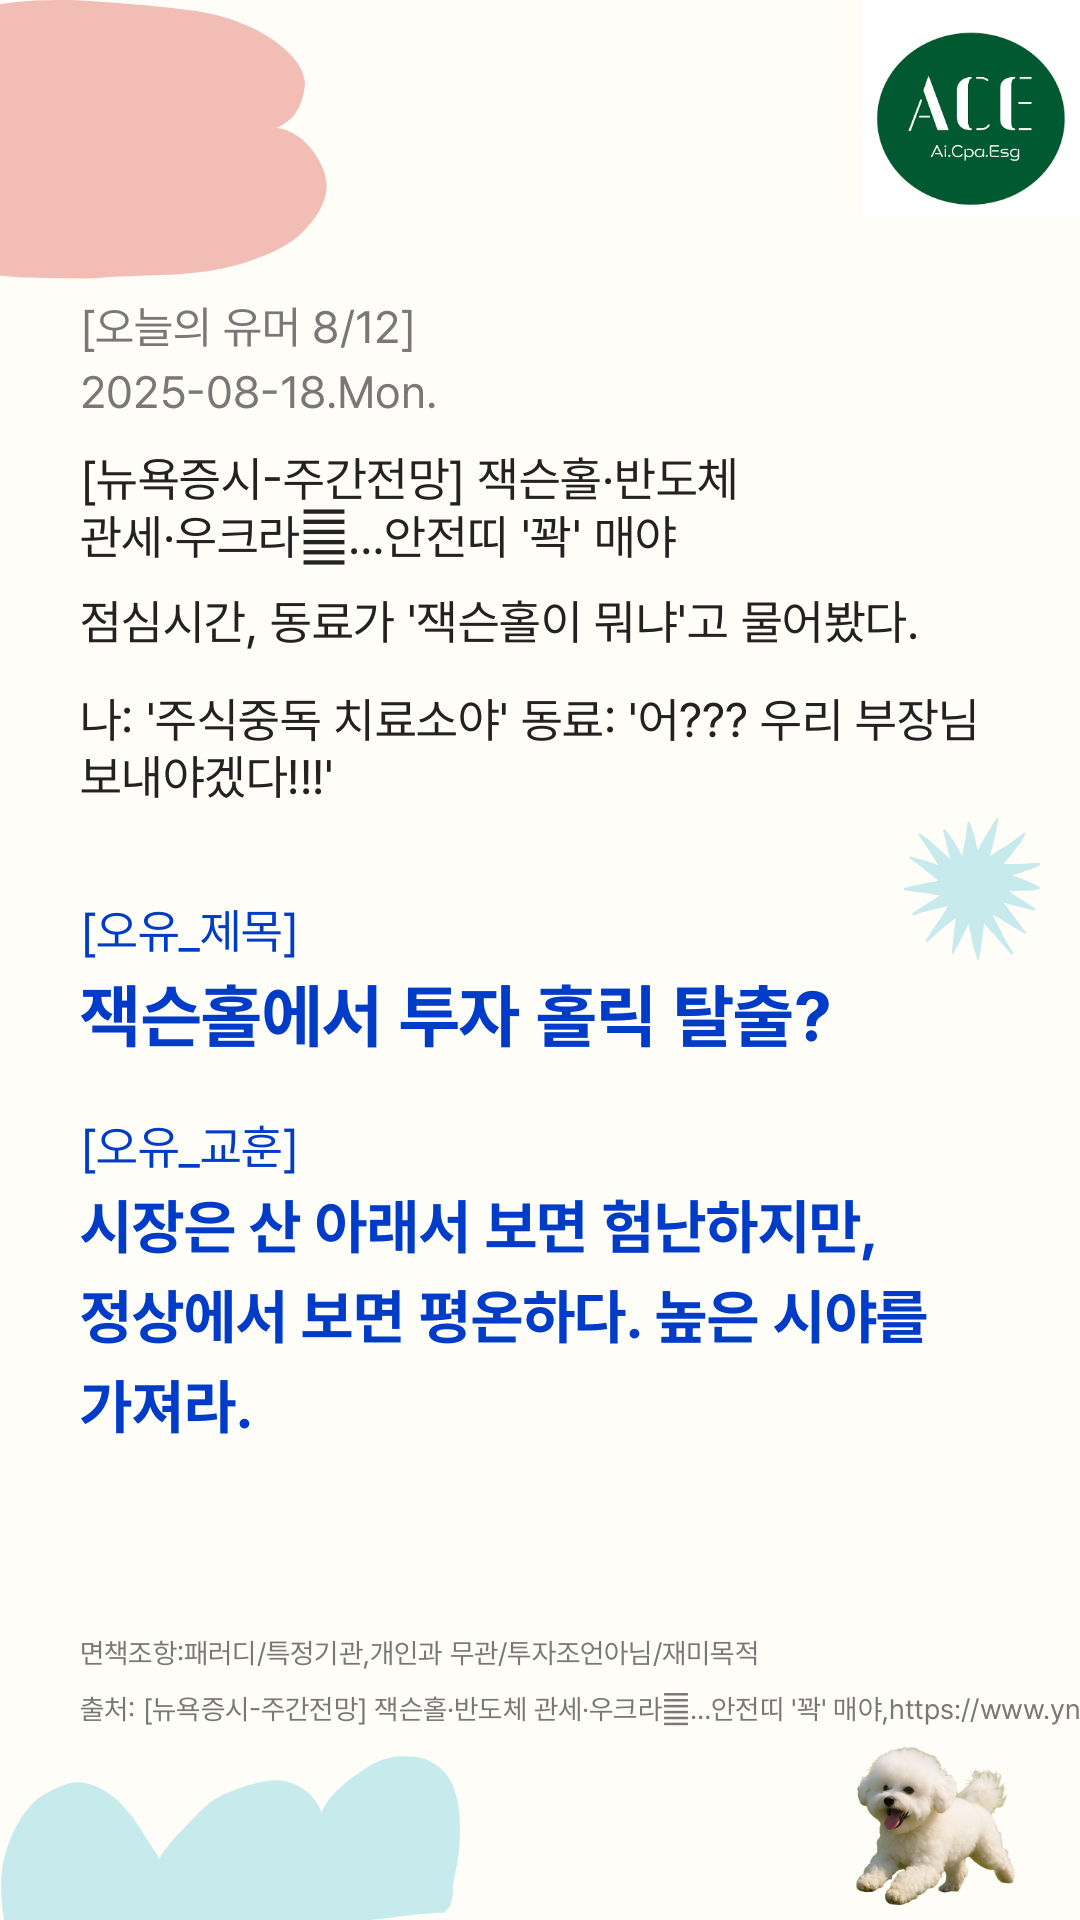 ACE
Ai.Cpa.Esg
[오늘의 유머 8/12]
2025-08-18.Mon.
[뉴욕증시-주간전망] 잭슨홀·반도체
관세·우크라䷀…안전띠 '꽉' 매야
점심시간, 동료가 '잭슨홀이 뭐냐'고 물어봤다.
나: '주식중독 치료소야' 동료: '어??? 우리 부장님
보내야겠다!!!'
[오유_제목]
잭슨홀에서 투자 홀릭 탈출?
[오유_교훈]
시장은 산 아래서 보면 험난하지만,
정상에서 보면 평온하다. 높은 시야를
가져라.
면책조항:패러디/특정기관,개인과 무관/투자조언아님/재미목적
출처: [뉴욕증시-주간전망] 잭슨홀·반도체 관세·우크라䷀…안전띠 '꽉' 매야,https://www.yn